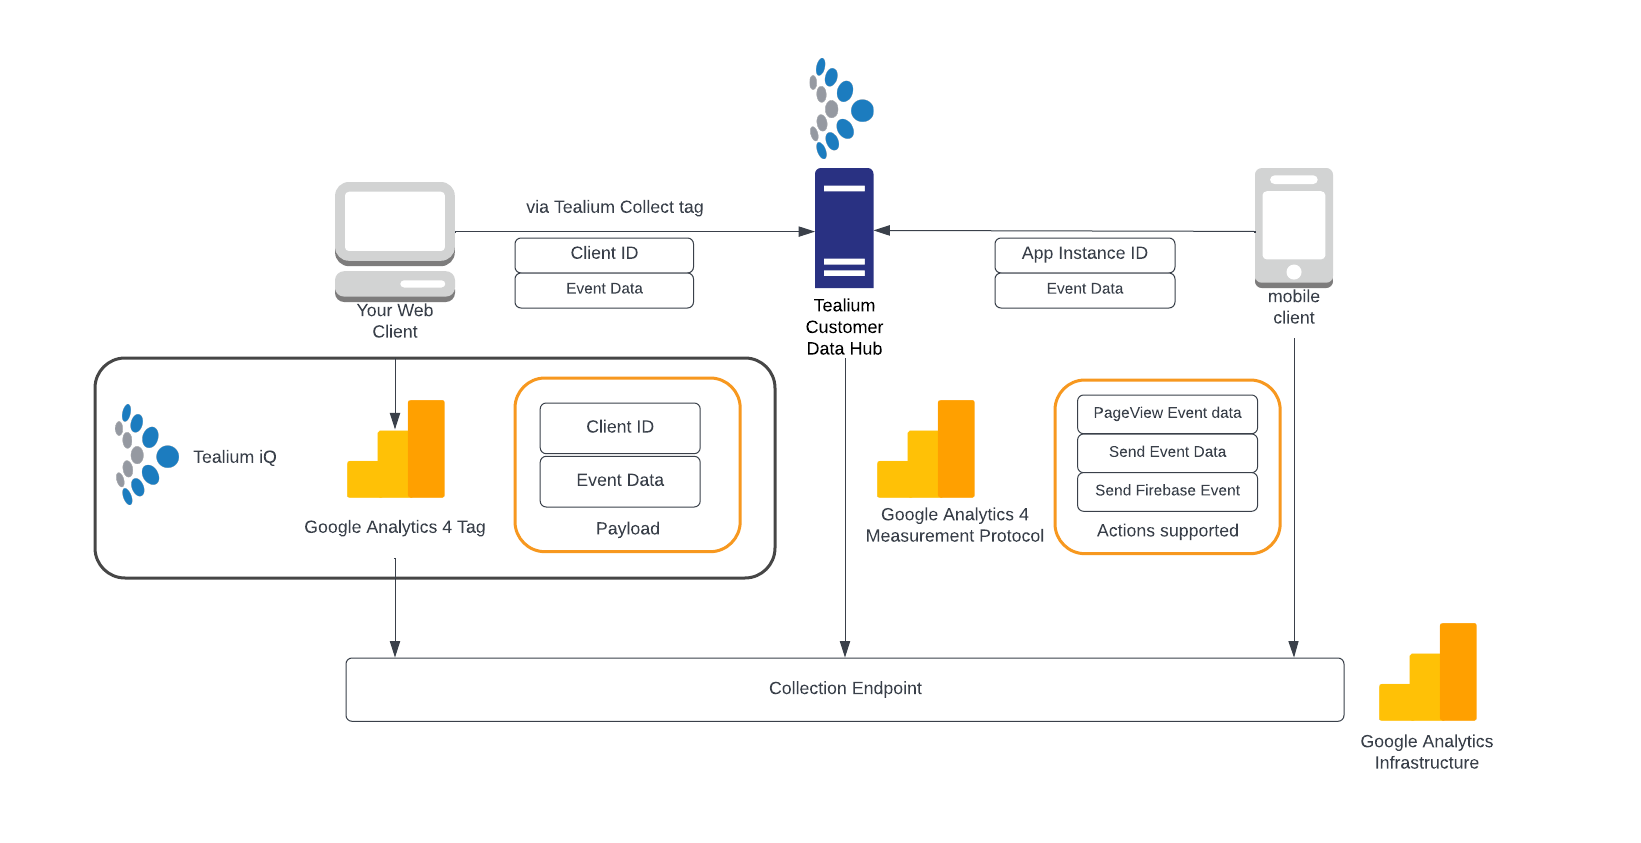 via Tealium Collect tag
Client ID
Event Data
App Instance ID
Event Data
Your Web
Client
Tealium
Customer
Data Hub
mobile
client
Tealium iQ
Google Analytics 4 Tag
Client ID
Event Data
Payload
Google Analytics 4
Measurement Protocol
PageView Event data
Send Event Data
Send Firebase Event
Actions supported
Collection Endpoint
Google Analytics
Infrastructure